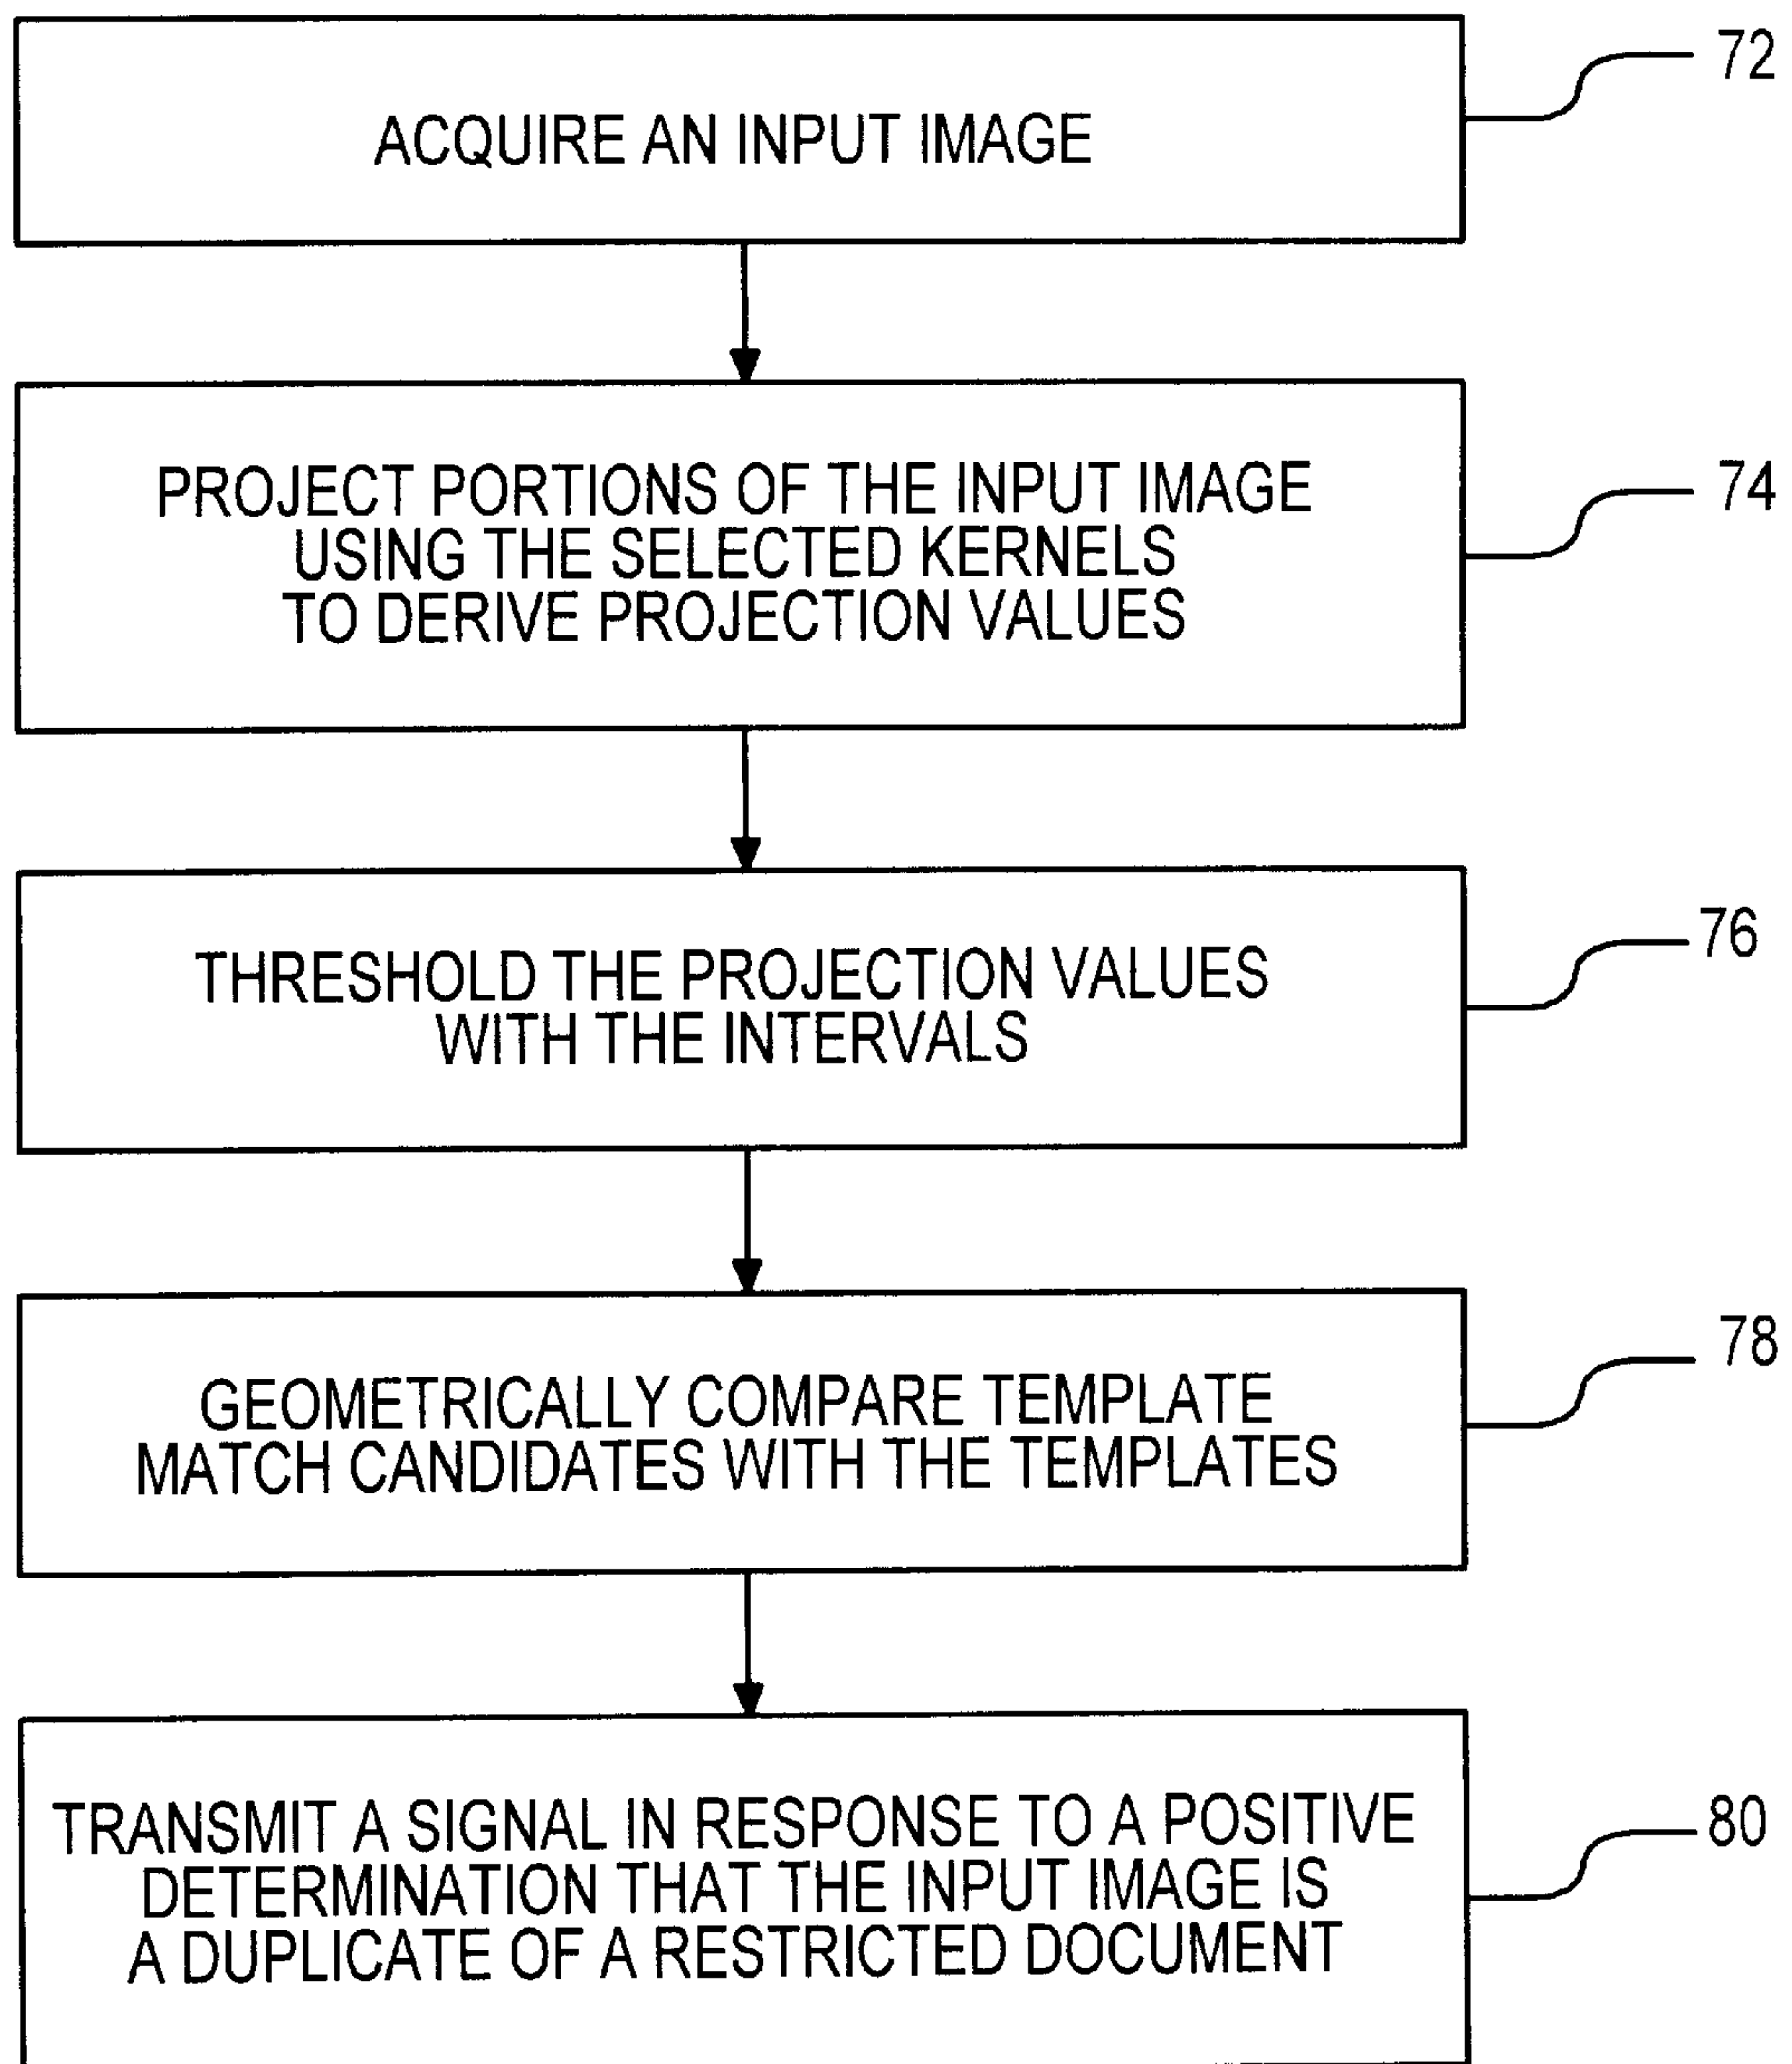 72
ACQUIRE AN INPUT IMAGE
74
PROJECT PORTIONS OF THE INPUT IMAGE
USING THE SELECTED KERNELS
TO DERIVE PROJECTION VALUES
76
THRESHOLD THE PROJECTION VALUES
WITH THE INTERVALS
78
GEOMETRICALLY COMPARE TEMPLATE
MATCH CANDIDATES WITH THE TEMPLATES
80
TRANSMIT A SIGNAL IN RESPONSE TO A POSITIVE
DETERMINATION THAT THE INPUT IMAGE IS
A DUPLICATE OF A RESTRICTED DOCUMENT